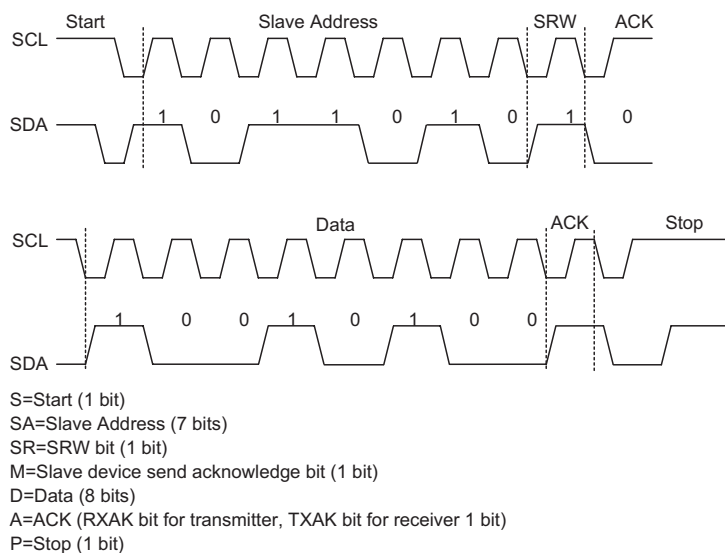 Start Slave Address SRW ACK
SCL
1 0 1 1 0 1 0 1 0
SDA
Data ACK Stop
SCL
1 0 0 1 0 1 0 0
SDA
S=Start (1 bit)
SA=Slave Address (7 bits)
SR=SRW bit (1 bit)
M=Slave device send acknowledge bit (1 bit)
D=Data (8 bits)
A=ACK (RXAK bit for transmitter, TXAK bit for receiver 1 bit)
P=Stop (1 bit)